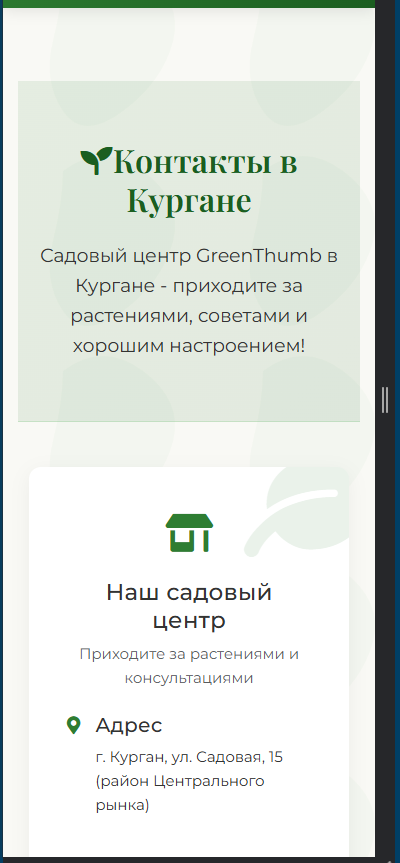 Контакты в
Кургане
Садовый центр GreenThumb в
Кургане - приходите за
растениями, советами и
хорошим настроением!
Наш садовый
центр
Приходите за растениями и
консультациями
Адрес
г. Курган, ул. Садовая, 15
(район Центрального
рынка)